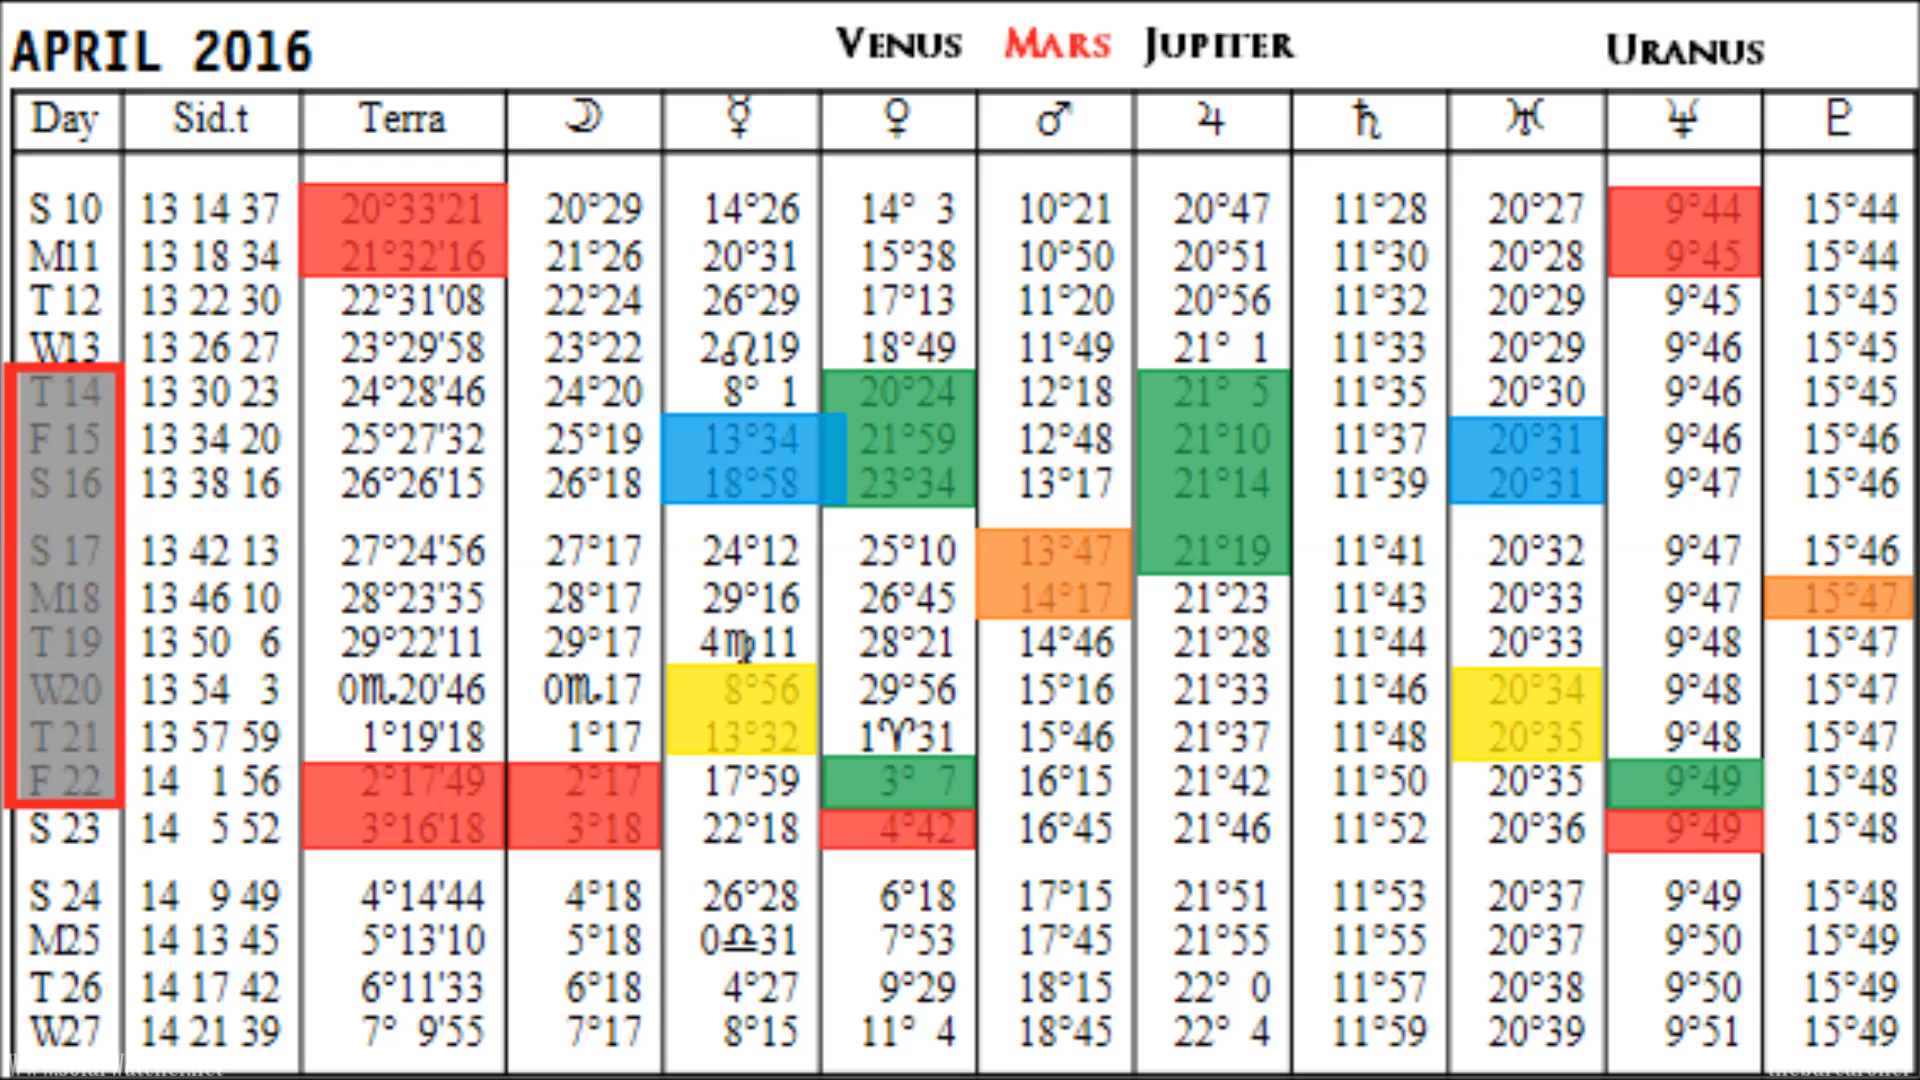 APRIL 2016 VENUS MARS JUPITER URANUS
Day Sid.t Terra ☽ ☿ ♀ ♂ ♃ ♄ ♅ ♆ ♇
S 10 13 14 37 20°33'21 20°29 14°26 14° 3 10°21 20°47 11°28 20°27 9°44 15°44
M11 13 18 34 21°32'16 21°26 20°31 15°38 10°50 20°51 11°30 20°28 9°45 15°44
T 12 13 22 30 22°31'08 22°24 26°29 17°13 11°20 20°56 11°32 20°29 9°45 15°45
W13 13 26 27 23°29'58 23°22 2♌19 18°49 11°49 21° 1 11°33 20°29 9°46 15°45
T 14 13 30 23 24°28'46 24°20 8° 1 20°24 12°18 21° 5 11°35 20°30 9°46 15°45
F 15 13 34 20 25°27'32 25°19 13°34 21°59 12°48 21°10 11°37 20°31 9°46 15°46
S 16 13 38 16 26°26'15 26°18 18°58 23°34 13°17 21°14 11°39 20°31 9°47 15°46
S 17 13 42 13 27°24'56 27°17 24°12 25°10 13°47 21°19 11°41 20°32 9°47 15°46
M18 13 46 10 28°23'35 28°17 29°16 26°45 14°17 21°23 11°43 20°33 9°47 15°47
T 19 13 50 6 29°22'11 29°17 4♍11 28°21 14°46 21°28 11°44 20°33 9°48 15°47
W20 13 54 3 0♏20'46 0♏17 8°56 29°56 15°16 21°33 11°46 20°34 9°48 15°47
T 21 13 57 59 1°19'18 1°17 13°32 1♈31 15°46 21°37 11°48 20°35 9°48 15°47
F 22 14 1 56 2°17'49 2°17 17°59 3° 7 16°15 21°42 11°50 20°35 9°49 15°48
S 23 14 5 52 3°16'18 3°18 22°18 4°42 16°45 21°46 11°52 20°36 9°49 15°48
S 24 14 9 49 4°14'44 4°18 26°28 6°18 17°15 21°51 11°53 20°37 9°49 15°48
M25 14 13 45 5°13'10 5°18 0♎31 7°53 17°45 21°55 11°55 20°37 9°50 15°49
T 26 14 17 42 6°11'33 6°18 4°27 9°29 18°15 22° 0 11°57 20°38 9°50 15°49
W27 14 21 39 7° 9'55 7°17 8°15 11° 4 18°45 22° 4 11°59 20°39 9°51 15°49